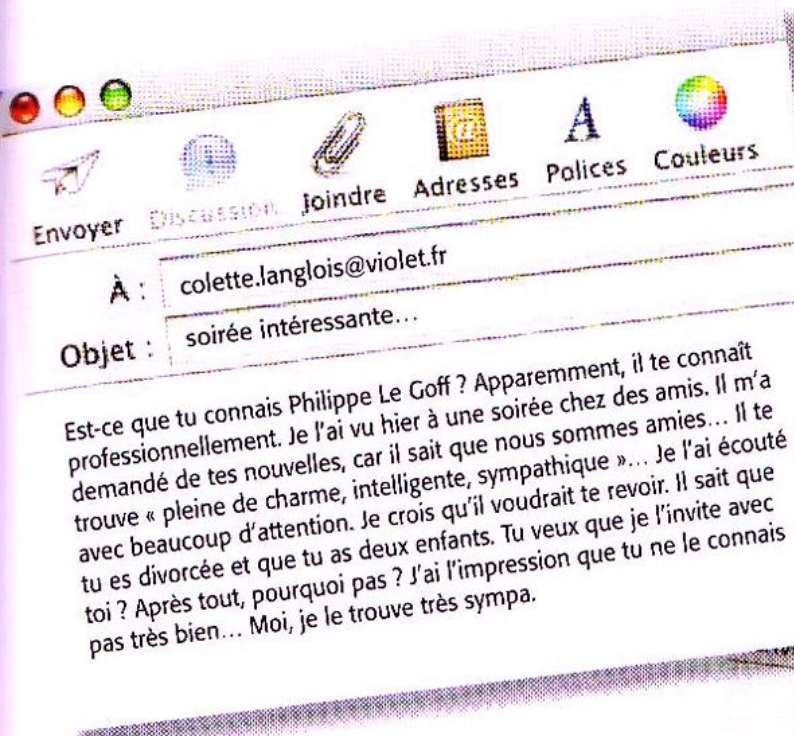 Envoyer Discussion Joindre Adresses Polices Couleurs
À : colette.langlois@violet.fr
Objet : soirée intéressante...
Est-ce que tu connais Philippe Le Goff ? Apparemment, il te connaît
professionnellement. Je l'ai vu hier à une soirée chez des amis. Il m'a
demandé de tes nouvelles, car il sait que nous sommes amies... Il te
trouve « pleine de charme, intelligente, sympathique »... Je l'ai écouté
avec beaucoup d'attention. Je crois qu'il voudrait te revoir. Il sait que
tu es divorcée et que tu as deux enfants. Tu veux que je l'invite avec
toi ? Après tout, pourquoi pas ? J'ai l'impression que tu ne le connais
pas très bien... Moi, je le trouve très sympa.